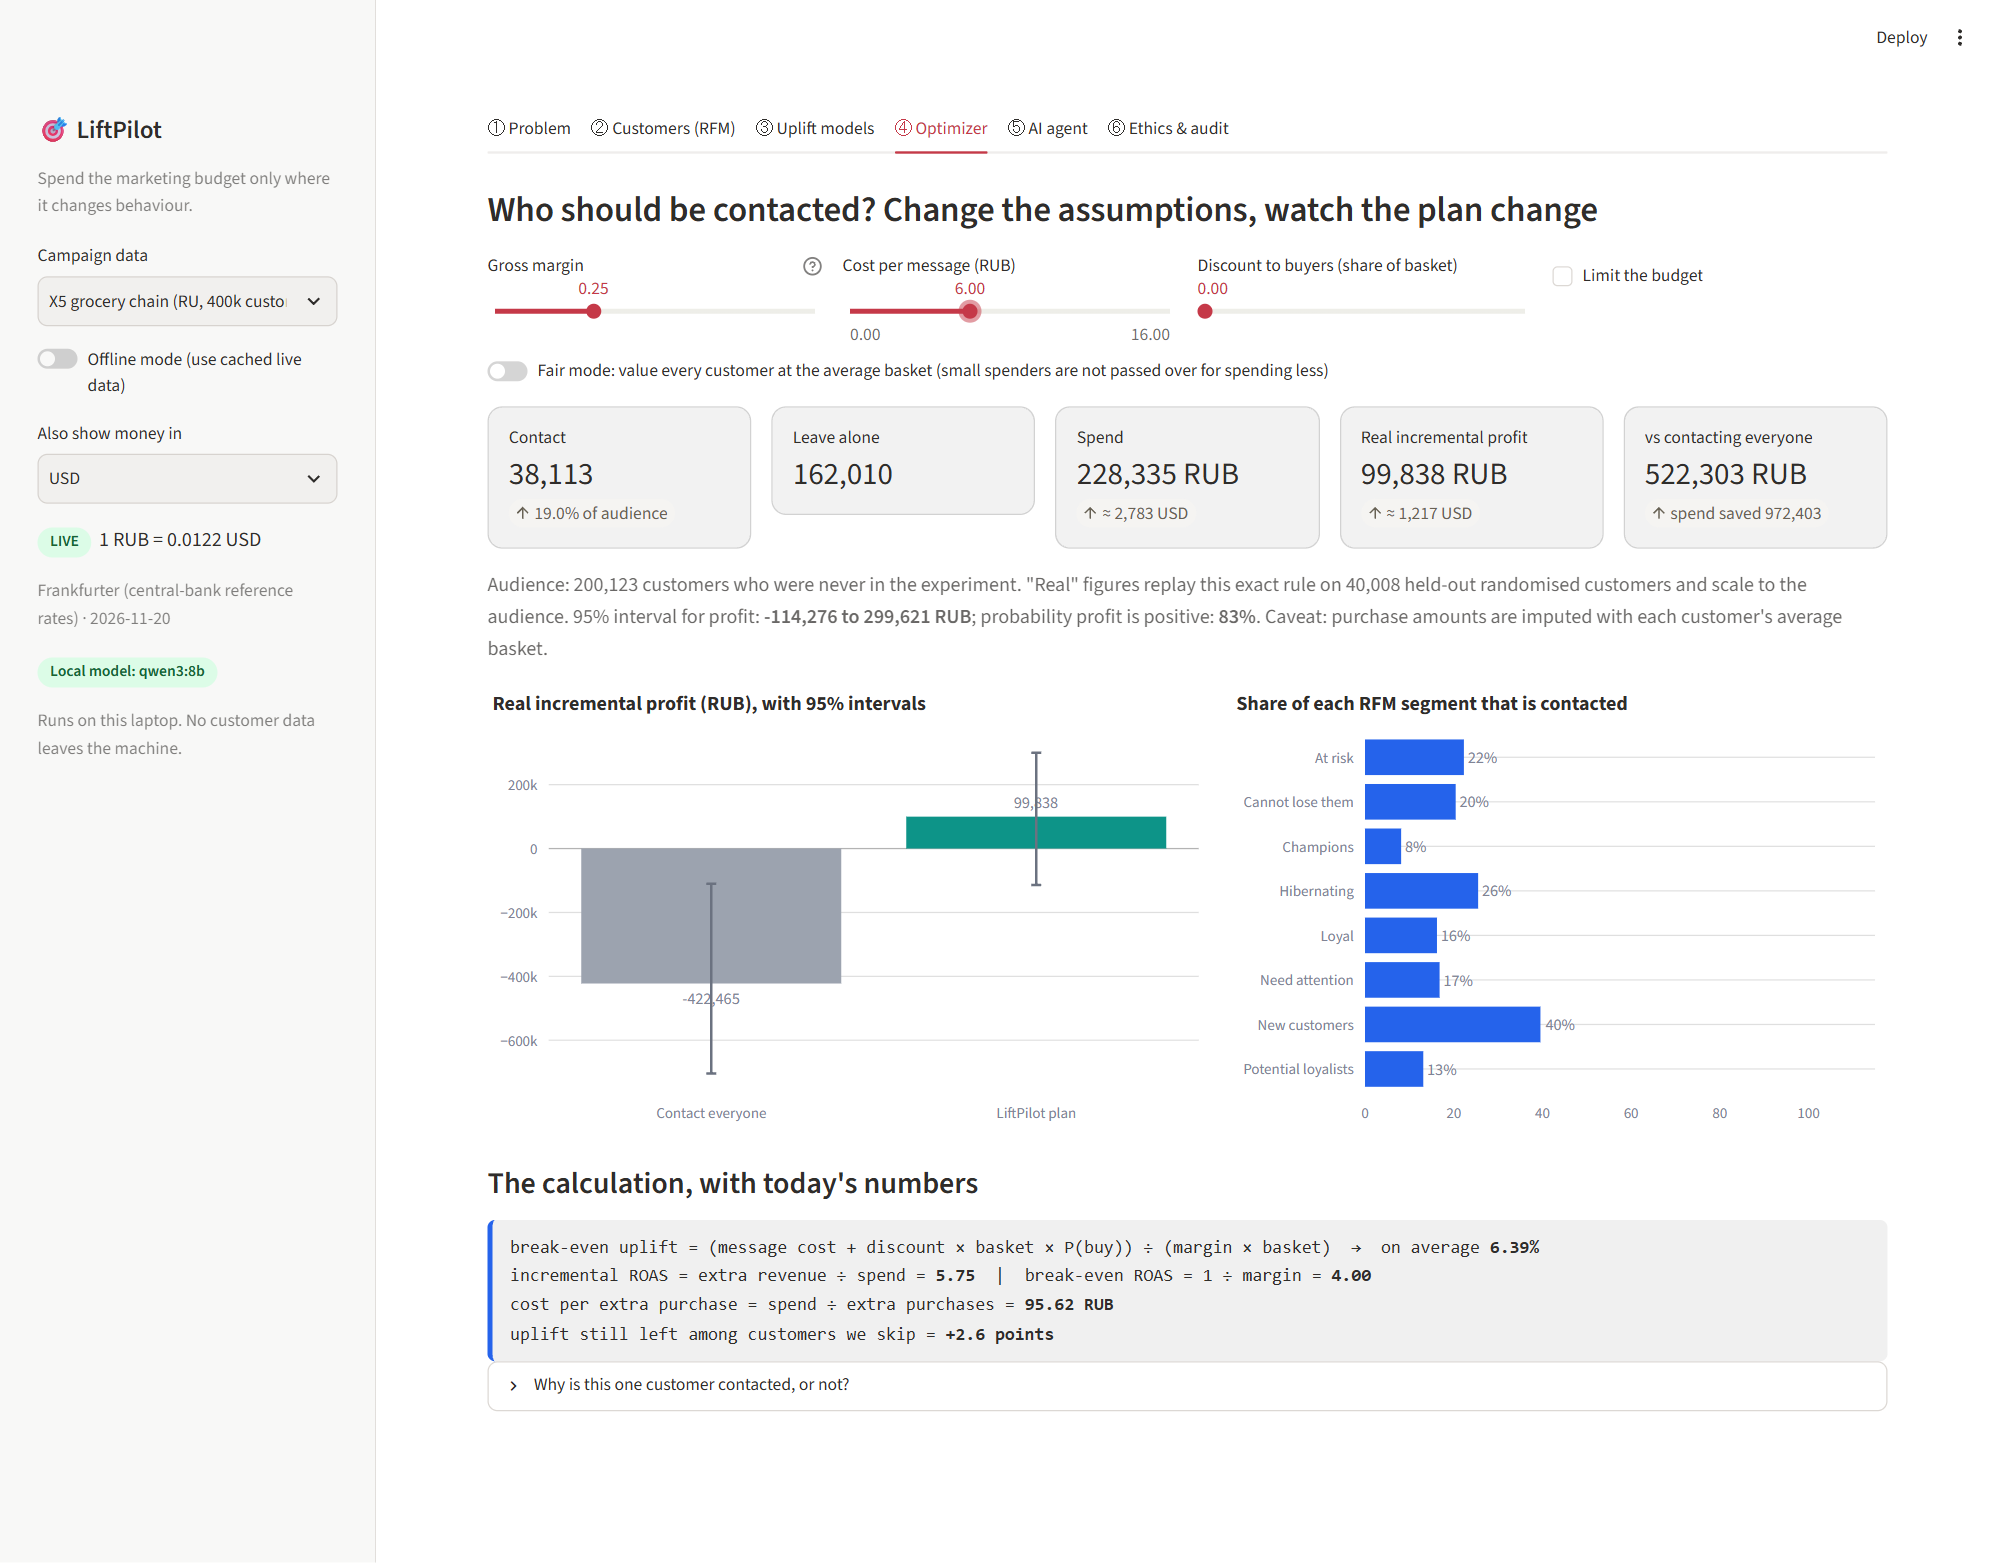 Deploy
🎯 LiftPilot
Spend the marketing budget only where
it changes behaviour.
Campaign data
X5 grocery chain (RU, 400k custo
Offline mode (use cached live
data)
Also show money in
USD
LIVE 1 RUB = 0.0122 USD
Frankfurter (central-bank reference
rates) · 2026-11-20
Local model: qwen3:8b
Runs on this laptop. No customer data
leaves the machine.
① Problem ② Customers (RFM) ③ Uplift models ④ Optimizer ⑤ AI agent ⑥ Ethics & audit
Who should be contacted? Change the assumptions, watch the plan change
Gross margin
0.25
Cost per message (RUB)
6.00
0.00 16.00
Discount to buyers (share of basket)
0.00
Limit the budget
Fair mode: value every customer at the average basket (small spenders are not passed over for spending less)
Contact
38,113
↑ 19.0% of audience
Leave alone
162,010
Spend
228,335 RUB
↑ ≈ 2,783 USD
Real incremental profit
99,838 RUB
↑ ≈ 1,217 USD
vs contacting everyone
522,303 RUB
↑ spend saved 972,403
Audience: 200,123 customers who were never in the experiment. "Real" figures replay this exact rule on 40,008 held-out randomised customers and scale to the
audience. 95% interval for profit: -114,276 to 299,621 RUB; probability profit is positive: 83%. Caveat: purchase amounts are imputed with each customer's average
basket.
Real incremental profit (RUB), with 95% intervals
200k
0
−200k
−400k
−600k
99,838
-422,465
Contact everyone
LiftPilot plan
Share of each RFM segment that is contacted
At risk 22%
Cannot lose them 20%
Champions 8%
Hibernating 26%
Loyal 16%
Need attention 17%
New customers 40%
Potential loyalists 13%
0 20 40 60 80 100
The calculation, with today's numbers
break-even uplift = (message cost + discount × basket × P(buy)) ÷ (margin × basket) → on average 6.39%
incremental ROAS = extra revenue ÷ spend = 5.75 | break-even ROAS = 1 ÷ margin = 4.00
cost per extra purchase = spend ÷ extra purchases = 95.62 RUB
uplift still left among customers we skip = +2.6 points
Why is this one customer contacted, or not?